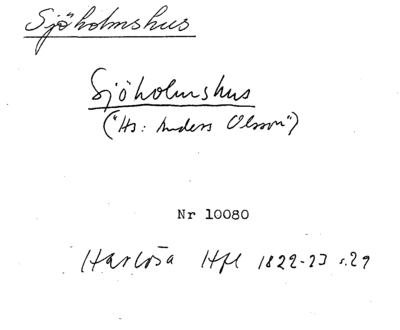 Sjöholmshus
Sjöholmshus
("Hs: Anders Olsson")
Nr 10080
Harlösa Hfl 1822-23 s.29